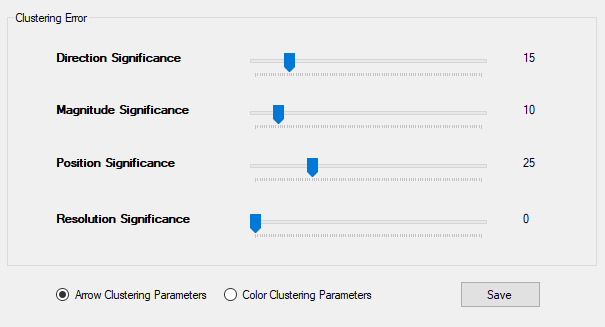 Clustering Error
Direction Significance 15
Magnitude Significance 10
Position Significance 25
Resolution Significance 0
Arrow Clustering Parameters Color Clustering Parameters Save